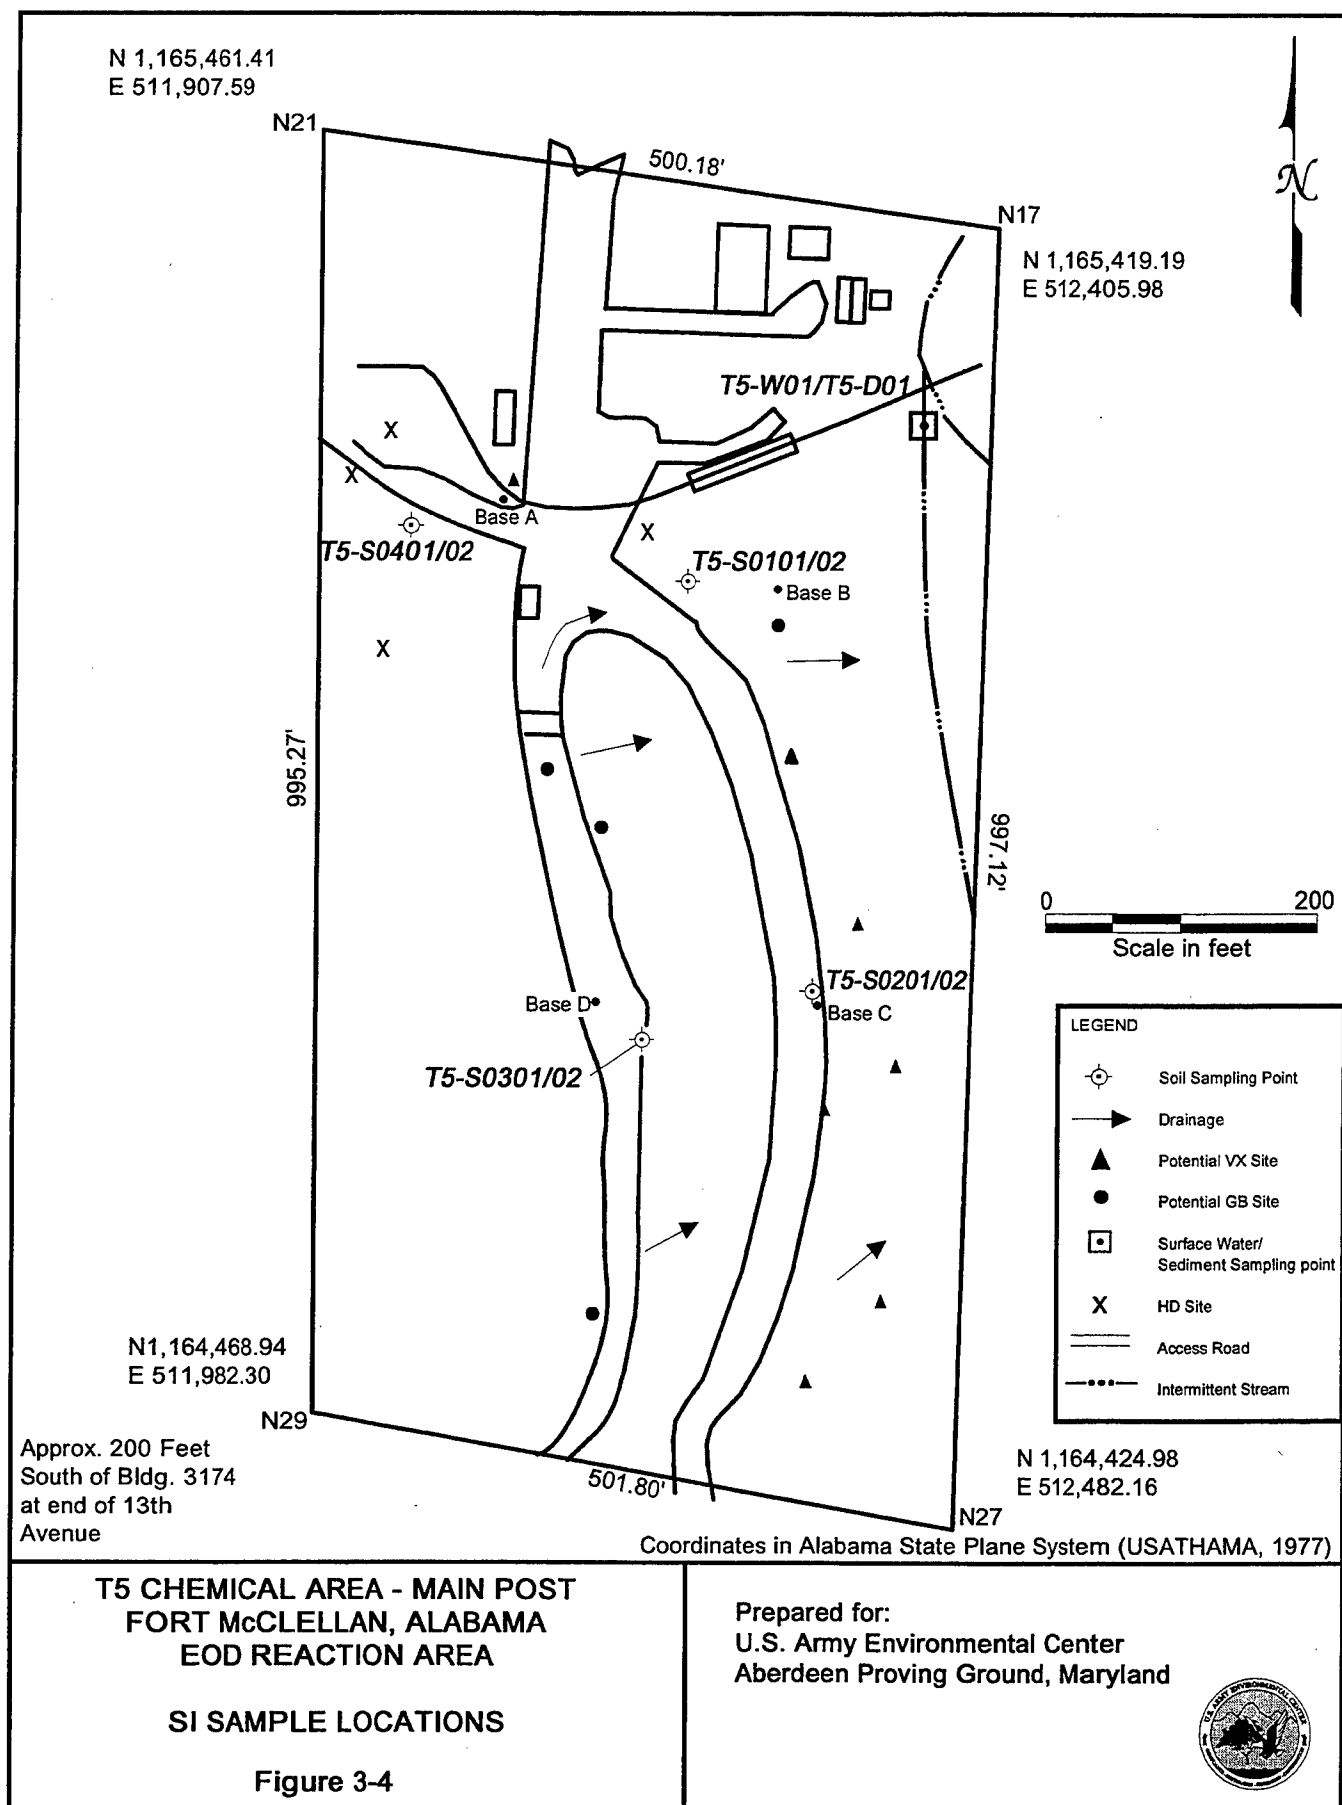 N 1,165,461.41
E 511,907.59
N21
500.18'
N
N17
N 1,165,419.19
E 512,405.98
T5-W01/T5-D01
X
X
Base A
X
T5-S0401/02
T5-S0101/02
Base B
X
995.27'
997.12'
0 200
Scale in feet
T5-S0201/02
Base D
Base C
T5-S0301/02
LEGEND
Soil Sampling Point
Drainage
Potential VX Site
Potential GB Site
Surface Water/
Sediment Sampling point
X HD Site
Access Road
Intermittent Stream
N1,164,468.94
E 511,982.30
N29
Approx. 200 Feet
South of Bldg. 3174
at end of 13th
Avenue
501.80'
N 1,164,424.98
E 512,482.16
N27
Coordinates in Alabama State Plane System (USATHAMA, 1977)
T5 CHEMICAL AREA - MAIN POST
FORT McCLELLAN, ALABAMA
EOD REACTION AREA
SI SAMPLE LOCATIONS
Figure 3-4
Prepared for:
U.S. Army Environmental Center
Aberdeen Proving Ground, Maryland
U.S. ARMY ENVIRONMENTAL CENTER